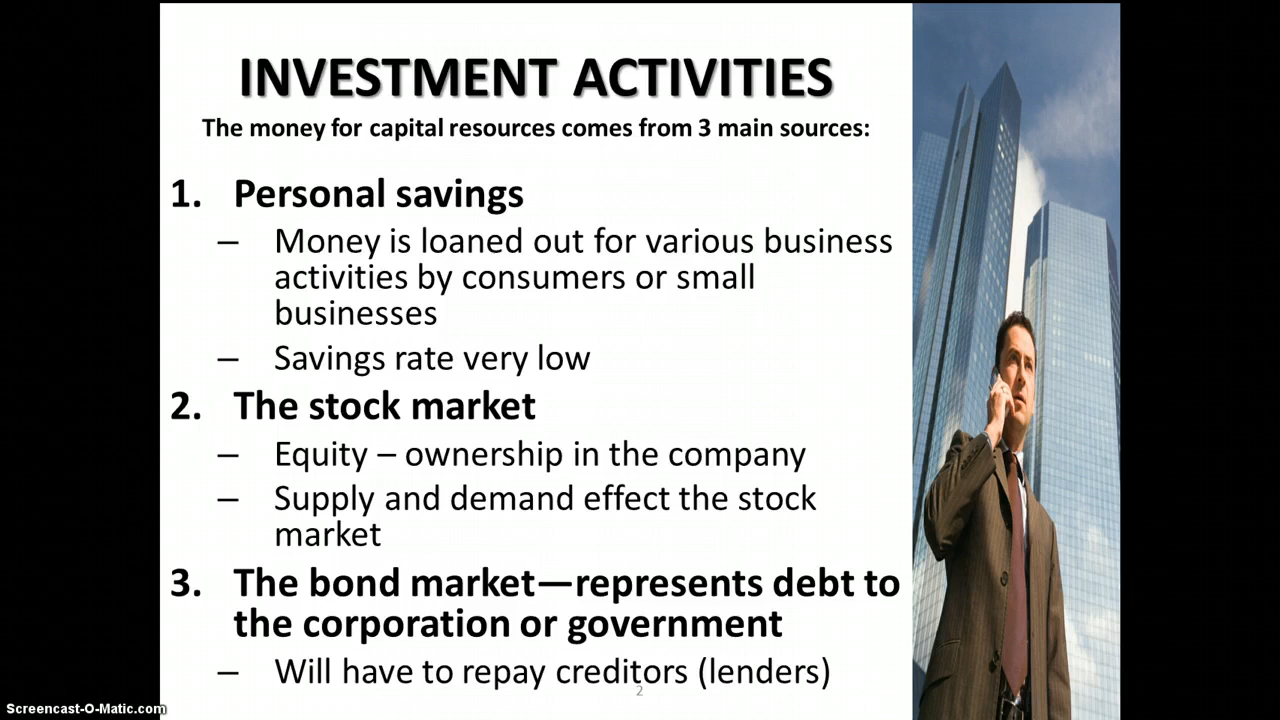 INVESTMENT ACTIVITIES
The money for capital resources comes from 3 main sources:
1. Personal savings
– Money is loaned out for various business
activities by consumers or small
businesses
– Savings rate very low
2. The stock market
– Equity – ownership in the company
– Supply and demand effect the stock
market
3. The bond market—represents debt to
the corporation or government
– Will have to repay creditors (lenders)
2
Screencast-O-Matic.com